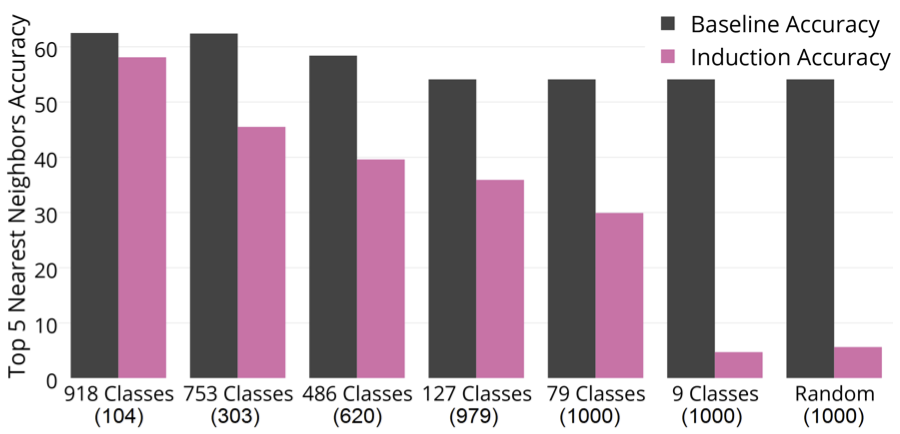 Baseline Accuracy
Induction Accuracy
Top 5 Nearest Neighbors Accuracy
60
50
40
30
20
10
0
918 Classes
(104)
753 Classes
(303)
486 Classes
(620)
127 Classes
(979)
79 Classes
(1000)
9 Classes
(1000)
Random
(1000)